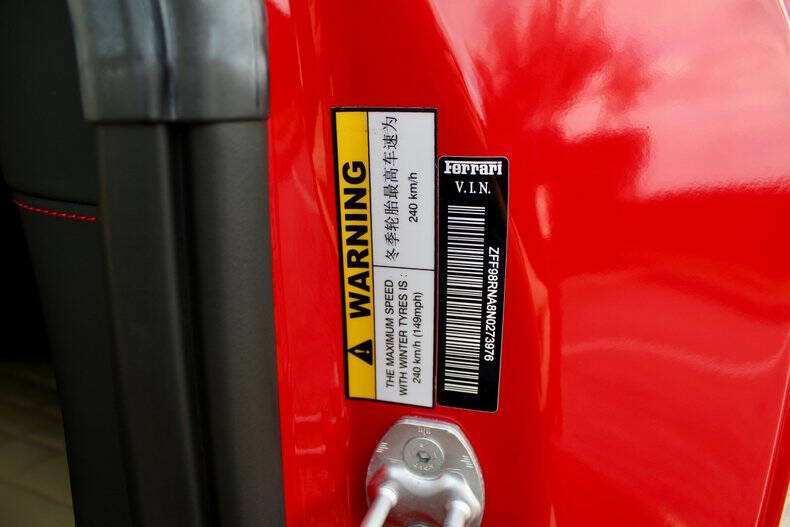 WARNING
THE MAXIMUM SPEED
WITH WINTER TYRES IS :
240 km/h (149mph)
冬季轮胎最高车速为
240 km/h
Ferrari
V.I.N.
ZFF98RNA8N0273976